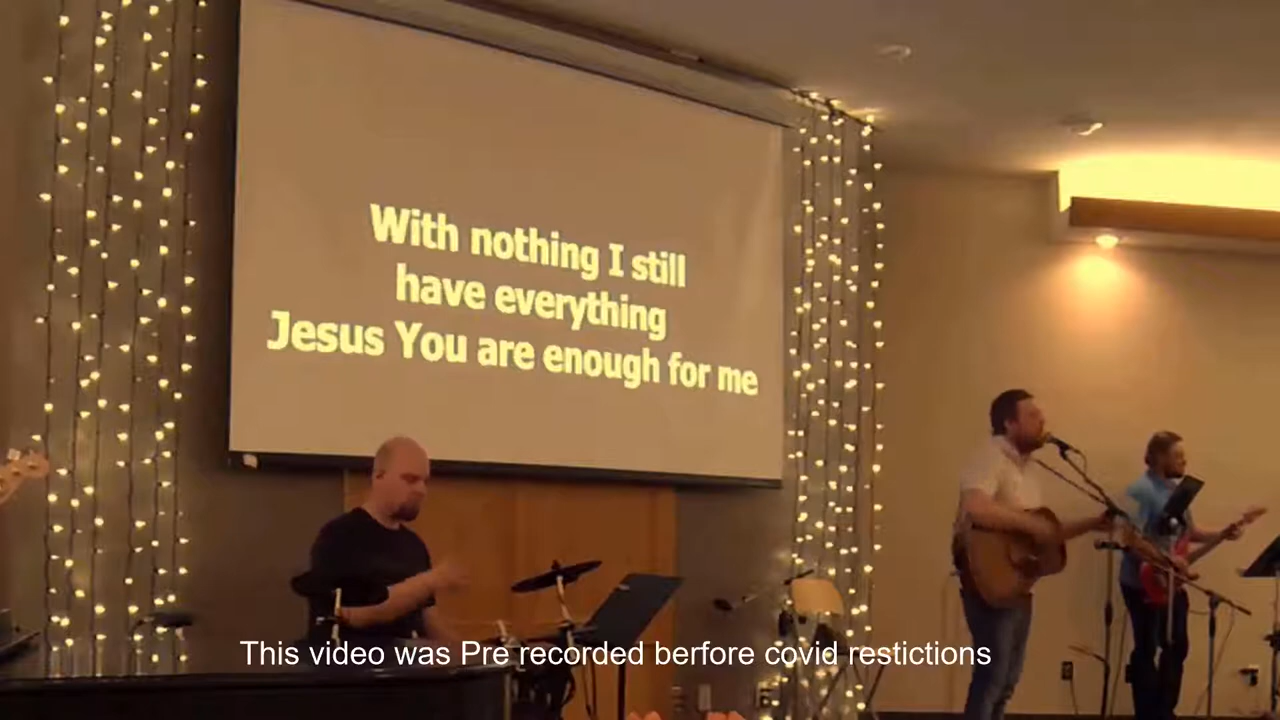 With nothing I still
have everything
Jesus You are enough for me
This video was Pre recorded berfore covid restictions